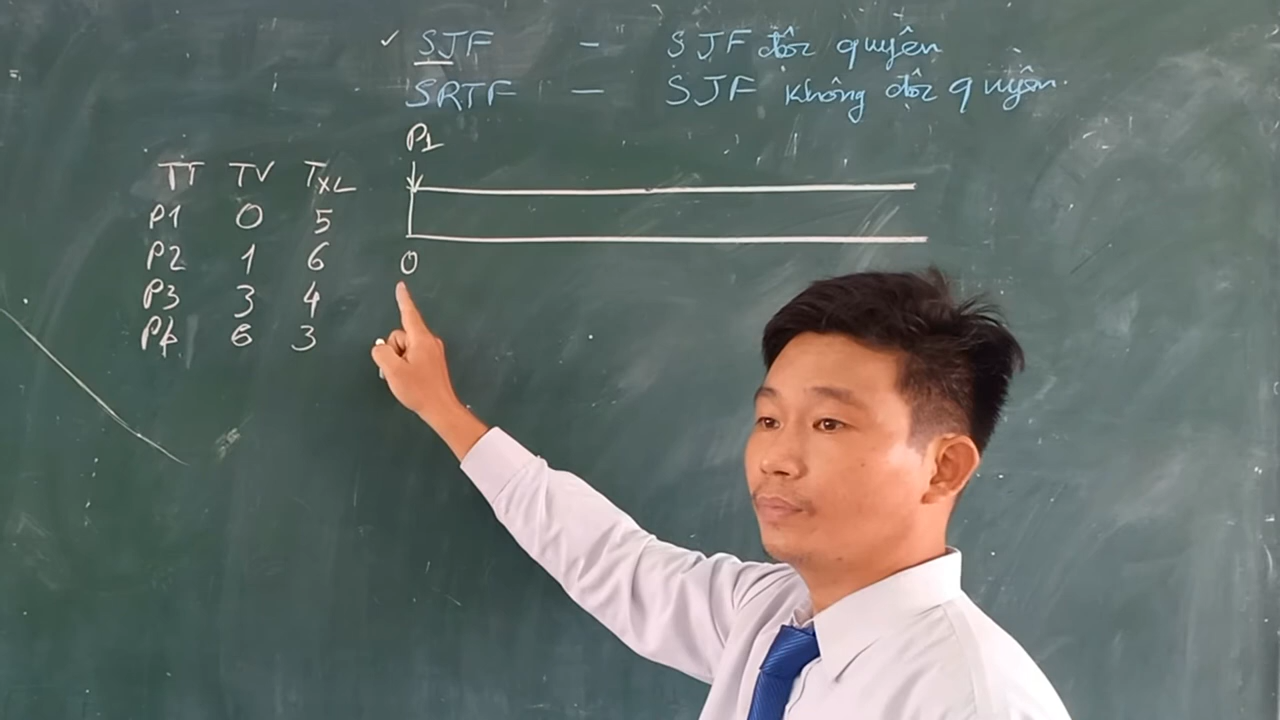 ✓ SJF - SJF độc quyền
SRTF - SJF không độc quyền.
P1
TT TV TXL
P1 0 5
P2 1 6
P3 3 4
P4 6 3
0